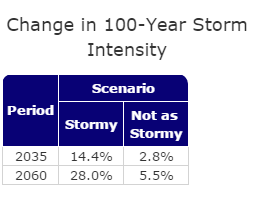 Change in 100-Year Storm
Intensity
Scenario
Period
Stormy
Not as
Stormy
2035 14.4% 2.8%
2060 28.0% 5.5%